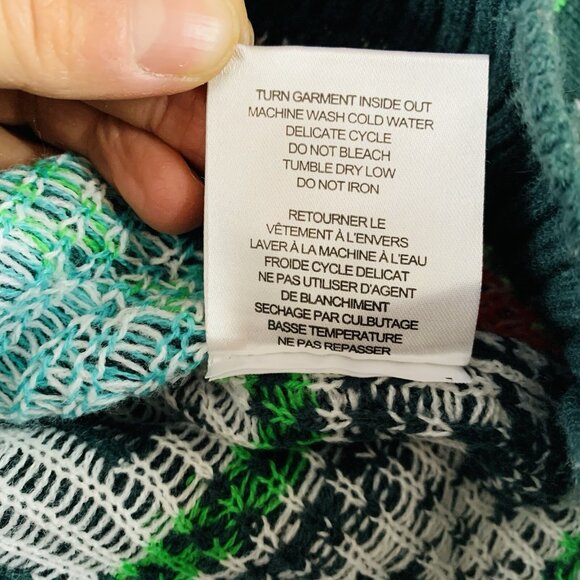 TURN GARMENT INSIDE OUT
MACHINE WASH COLD WATER
DELICATE CYCLE
DO NOT BLEACH
TUMBLE DRY LOW
DO NOT IRON
RETOURNER LE
VÊTEMENT À L'ENVERS
LAVER À LA MACHINE À L'EAU
FROIDE CYCLE DELICAT
NE PAS UTILISER D'AGENT
DE BLANCHIMENT
SECHAGE PAR CULBUTAGE
BASSE TEMPERATURE
NE PAS REPASSER